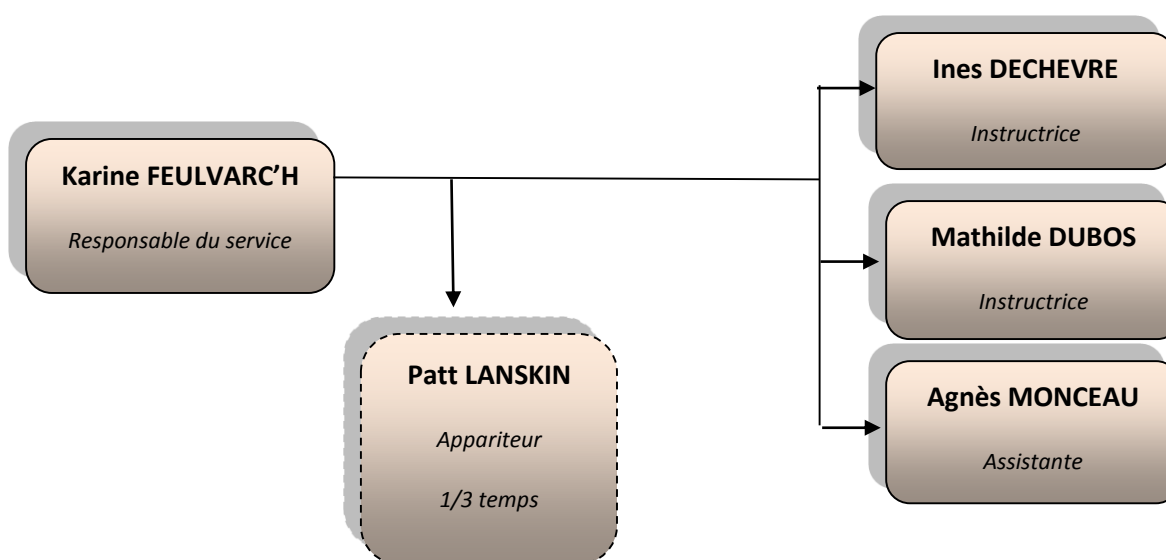 Karine FEULVARC’H
Responsable du service
Patt LANSKIN
Appariteur
1/3 temps
Ines DECHEVRE
Instructrice
Mathilde DUBOS
Instructrice
Agnès MONCEAU
Assistante